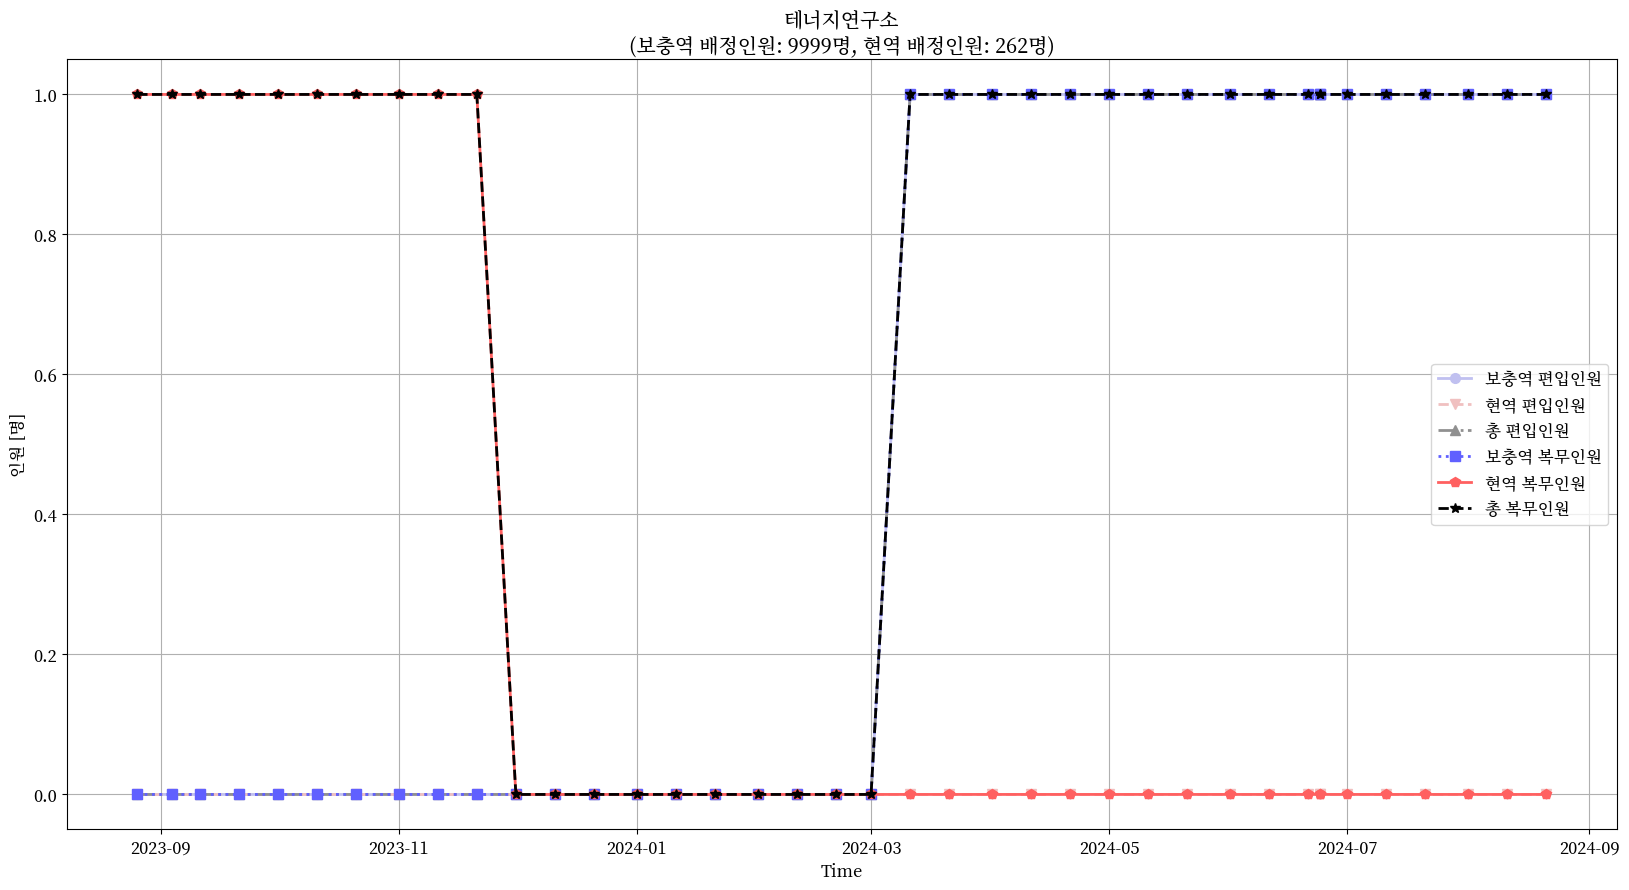 테너지연구소
(보충역 배정인원: 9999명, 현역 배정인원: 262명)
1.0
0.8
0.6
0.4
0.2
0.0
인원 [명]
보충역 편입인원
현역 편입인원
총 편입인원
보충역 복무인원
현역 복무인원
총 복무인원
2023-09
2023-11
2024-01
2024-03
2024-05
2024-07
2024-09
Time